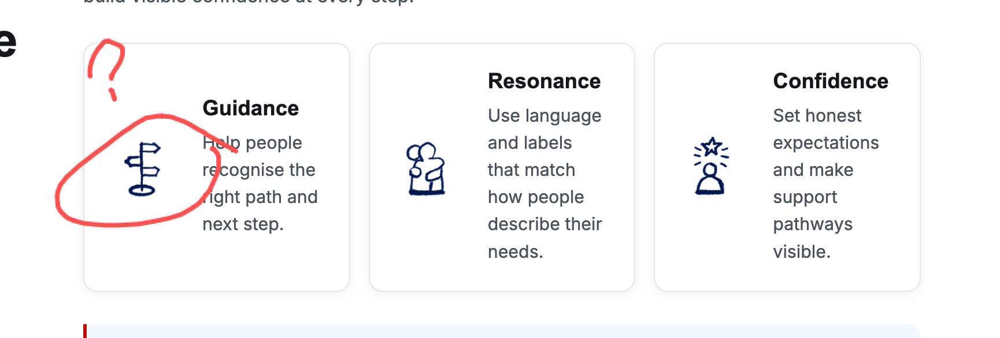 build visible confidence at every step.
e
?
Guidance
Help people
recognise the
right path and
next step.
Resonance
Use language
and labels
that match
how people
describe their
needs.
Confidence
Set honest
expectations
and make
support
pathways
visible.